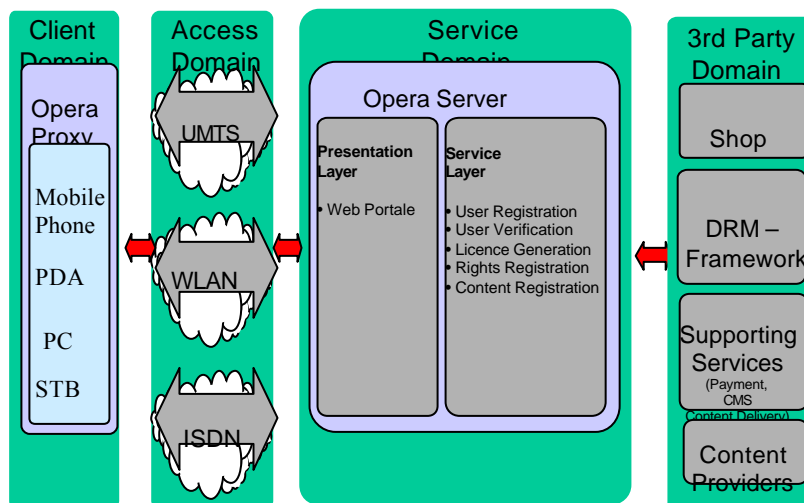 Client
Domain
Opera
Proxy
Mobile
Phone
PDA
PC
STB
Access
Domain
UMTS
WLAN
ISDN
Service
Domain
Opera Server
Presentation
Layer
• Web Portale
Service
Layer
• User Registration
• User Verification
• Licence Generation
• Rights Registration
• Content Registration
3rd Party
Domain
Shop
DRM –
Framework
Supporting
Services
(Payment,
CMS
Content Delivery)
Content
Providers